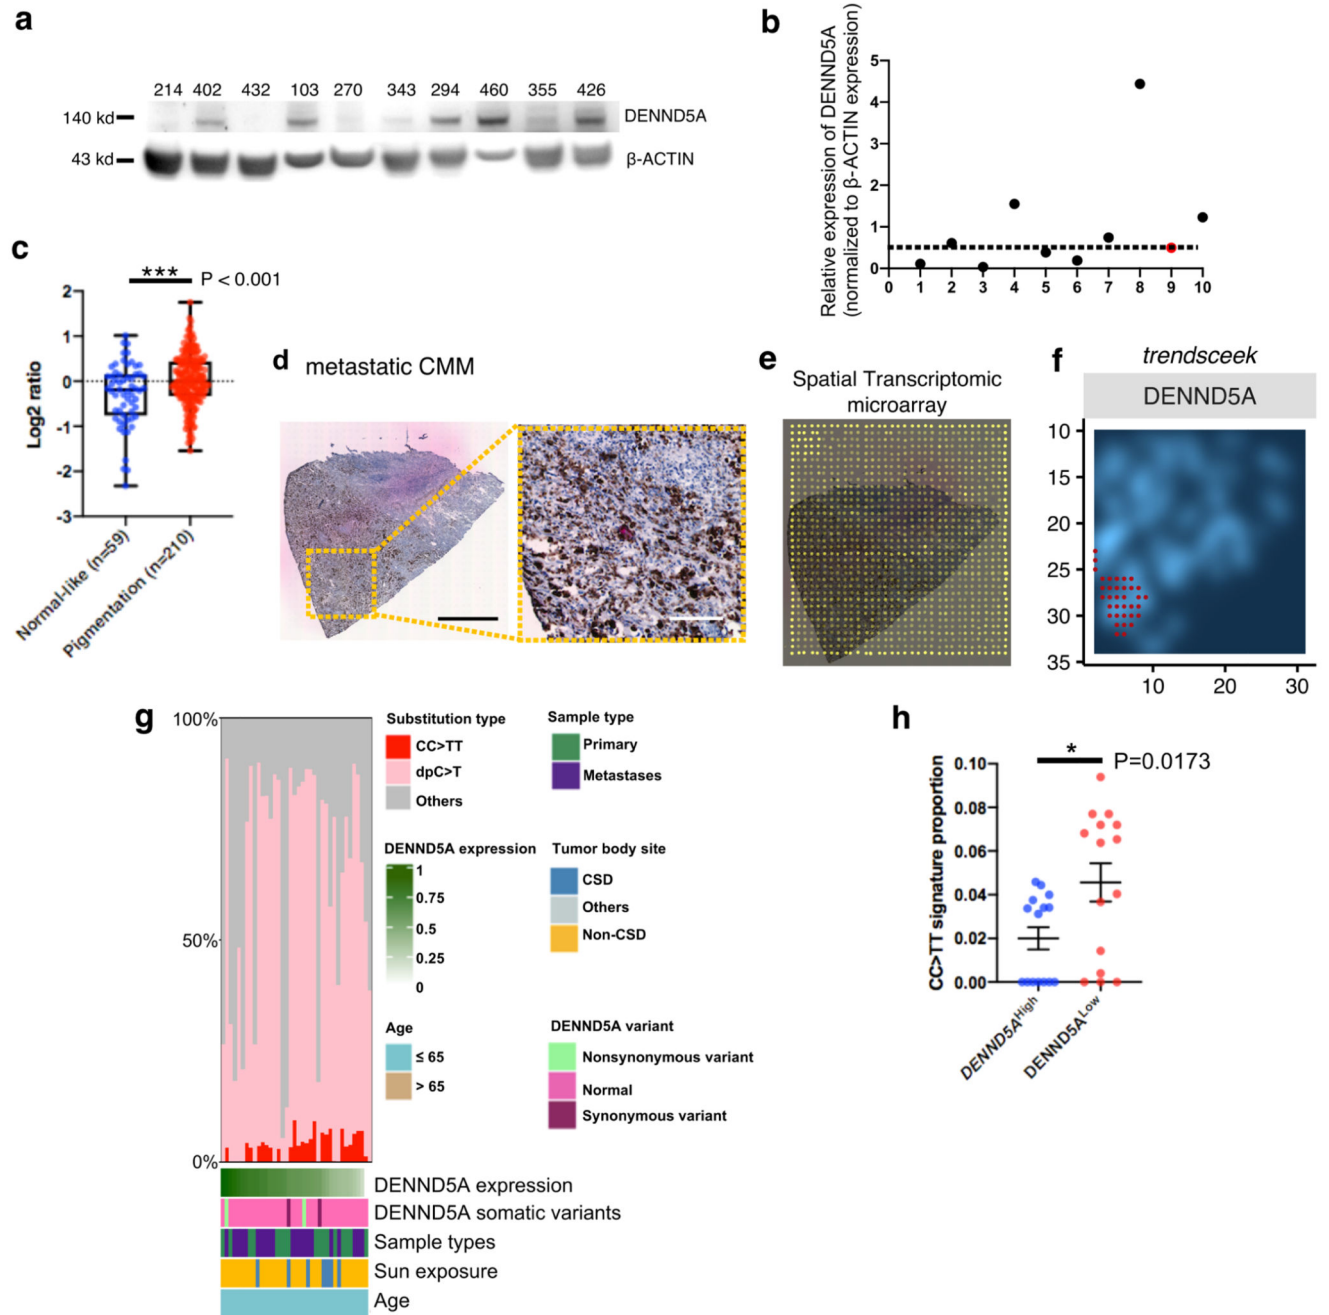 a
214 402 432 103 270 343 294 460 355 426
140 kd
DENND5A
43 kd
β-ACTIN
b
Relative expression of DENND5A
(normalized to β-ACTIN expression)
5
4
3
2
1
0
0 1 2 3 4 5 6 7 8 9 10
c
***
P < 0.001
Log2 ratio
2
1
0
-1
-2
-3
Normal-like (n=59)
Pigmentation (n=210)
d
metastatic CMM
e
Spatial Transcriptomic
microarray
f
trendsceek
DENND5A
10
15
20
25
30
35
10 20 30
g
100%
50%
0%
Substitution type
CC>TT
dpC>T
Others
Sample type
Primary
Metastases
DENND5A expression
1
0.75
0.5
0.25
0
Tumor body site
CSD
Others
Non-CSD
Age
≤ 65
> 65
DENND5A variant
Nonsynonymous variant
Normal
Synonymous variant
DENND5A expression
DENND5A somatic variants
Sample types
Sun exposure
Age
h
*
P=0.0173
CC>TT signature proportion
0.10
0.08
0.06
0.04
0.02
0.00
DENND5AHigh
DENND5ALow